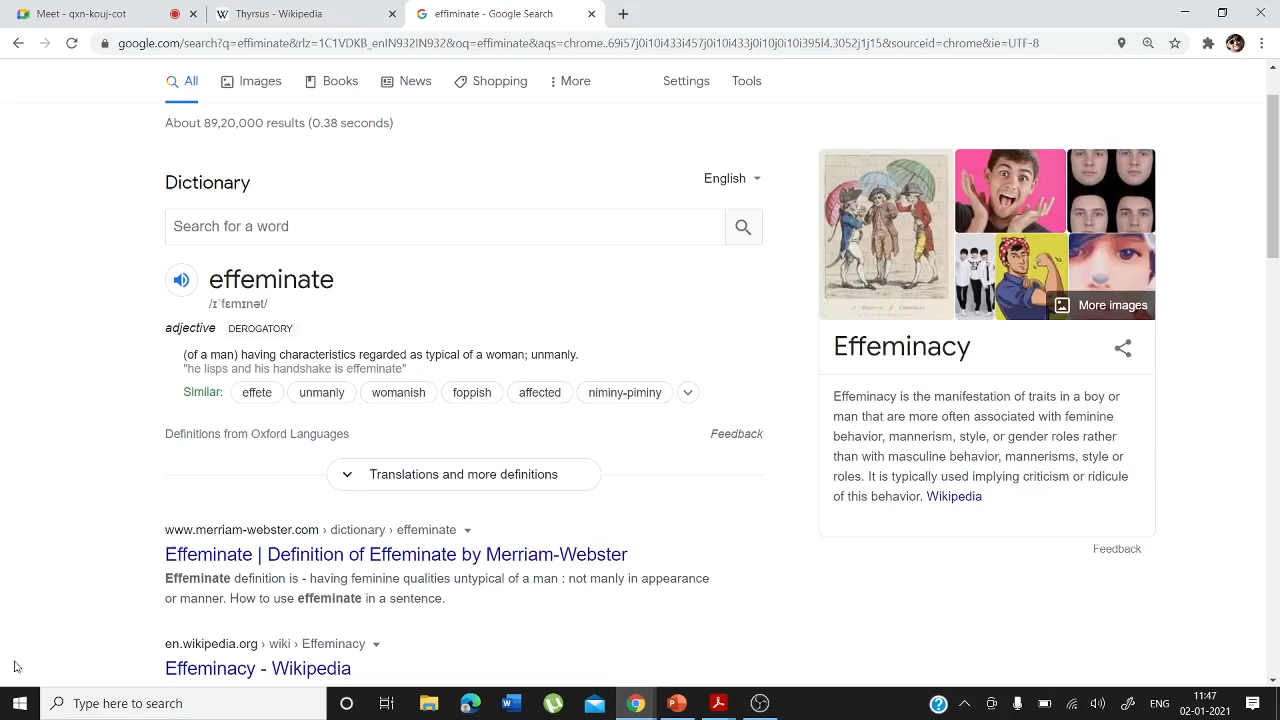 Meet - qxn-kouj-cot
Thyrsus - Wikipedia
effeminate - Google Search
google.com/search?q=effiminate&rlz=1C1VDKB_enIN932IN932&oq=effiminate&aqs=chrome..69i57j0i10i433i457j0i10i433j0i10j0i10i395l4.3052j1j15&sourceid=chrome&ie=UTF-8
All Images Books News Shopping More Settings Tools
About 89,20,000 results (0.38 seconds)
Dictionary
English
Search for a word
effeminate
/ɪˈfɛmɪnət/
adjective DEROGATORY
(of a man) having characteristics regarded as typical of a woman; unmanly.
"he lisps and his handshake is effeminate"
Similar: effete unmanly womanish foppish affected niminy-piminy
Definitions from Oxford Languages
Feedback
Translations and more definitions
www.merriam-webster.com › dictionary › effeminate
Effeminate | Definition of Effeminate by Merriam-Webster
Effeminate definition is - having feminine qualities untypical of a man : not manly in appearance
or manner. How to use effeminate in a sentence.
en.wikipedia.org › wiki › Effeminacy
Effeminacy - Wikipedia
More images
Effeminacy
Effeminacy is the manifestation of traits in a boy or
man that are more often associated with feminine
behavior, mannerism, style, or gender roles rather
than with masculine behavior, mannerisms, style or
roles. It is typically used implying criticism or ridicule
of this behavior. Wikipedia
Feedback
Type here to search
ENG
11:47
02-01-2021